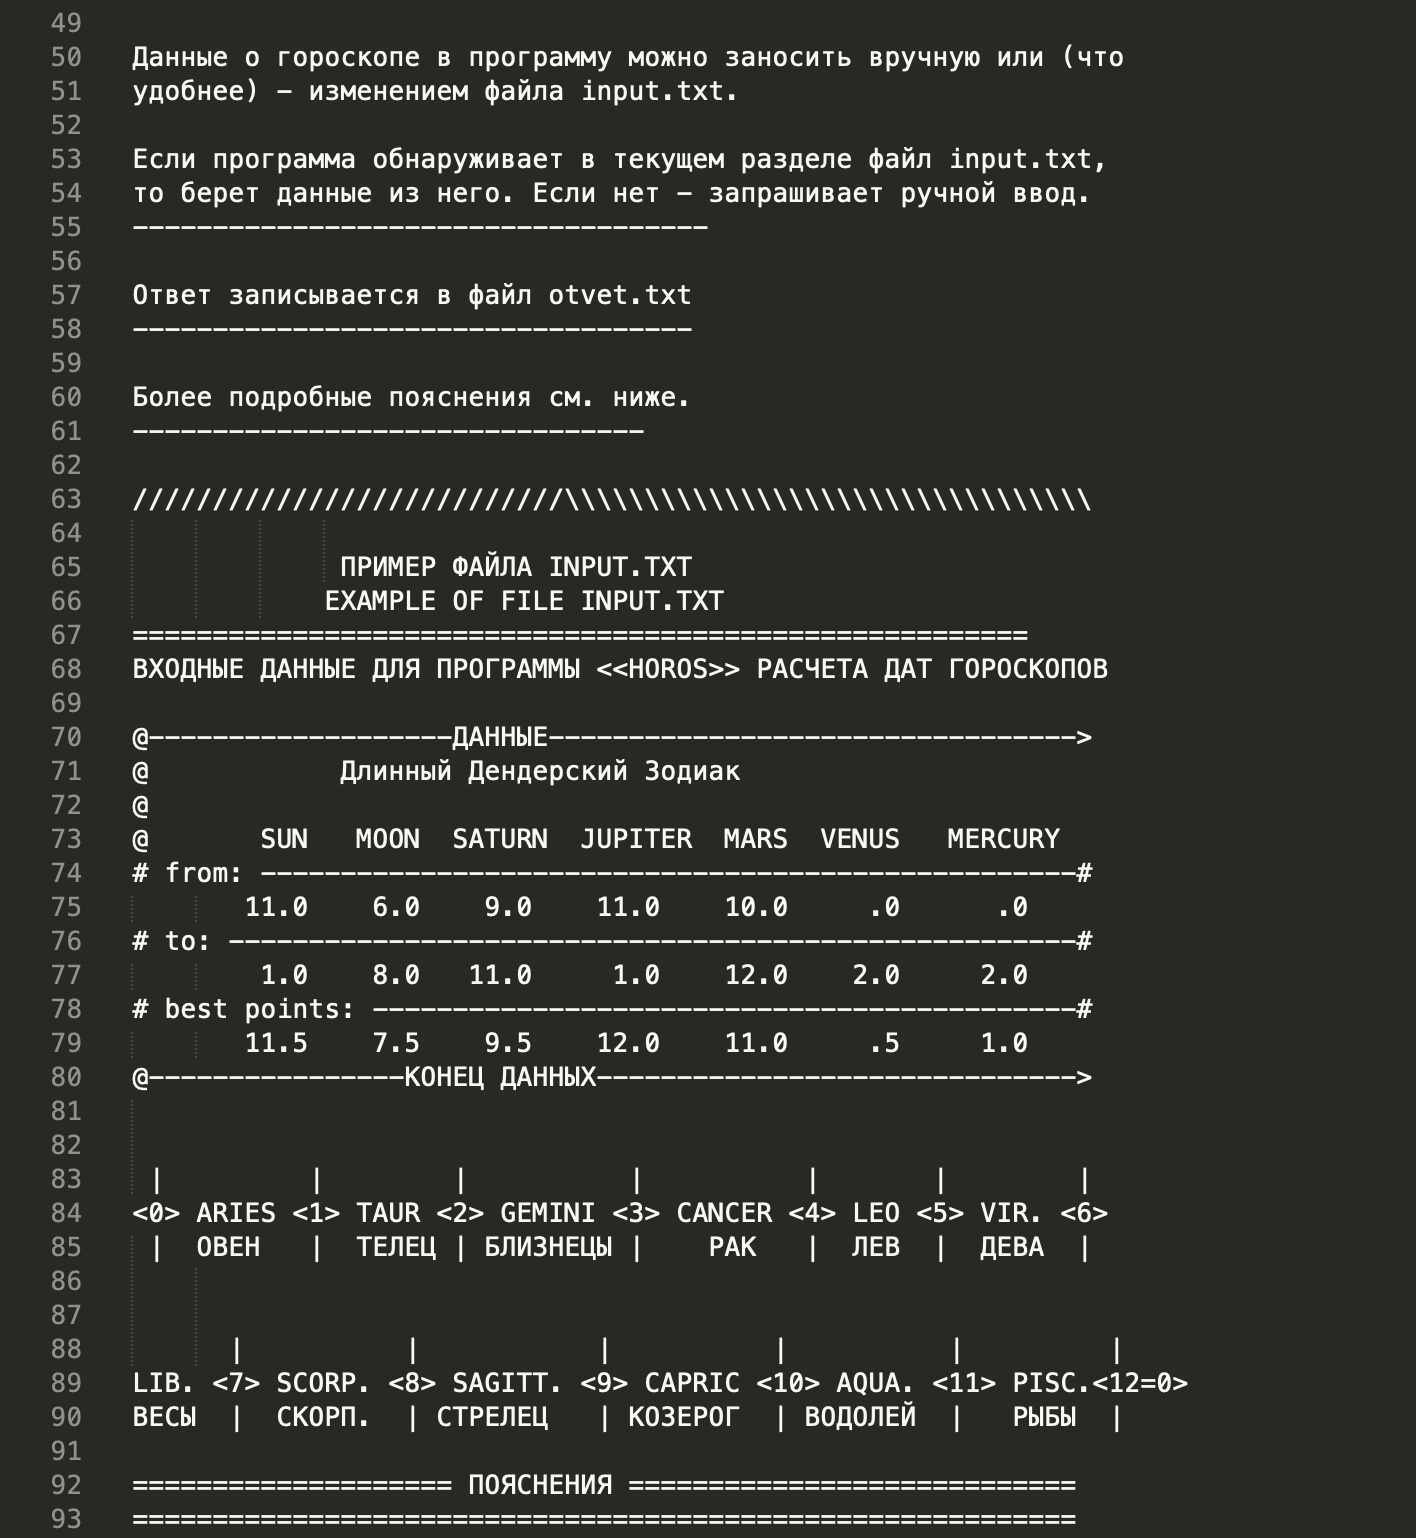 49
50 Данные о гороскопе в программу можно заносить вручную или (что
51 удобнее) – изменением файла input.txt.
52
53 Если программа обнаруживает в текущем разделе файл input.txt,
54 то берет данные из него. Если нет – запрашивает ручной ввод.
55 ------------------------------------
56
57 Ответ записывается в файл otvet.txt
58 -----------------------------------
59
60 Более подробные пояснения см. ниже.
61 --------------------------------
62
63 ///////////////////////////\\\\\\\\\\\\\\\\\\\\\\\\\\\\\\\\\
64
65              ПРИМЕР ФАЙЛА INPUT.TXT
66             EXAMPLE OF FILE INPUT.TXT
67 ========================================================
68 ВХОДНЫЕ ДАННЫЕ ДЛЯ ПРОГРАММЫ <<HOROS>> РАСЧЕТА ДАТ ГОРОСКОПОВ
69
70 @-------------------ДАННЫЕ--------------------------------->
71 @            Длинный Дендерский Зодиак
72 @
73 @       SUN   MOON  SATURN  JUPITER  MARS  VENUS   MERCURY
74 # from: ---------------------------------------------------#
75        11.0    6.0    9.0    11.0    10.0     .0      .0
76 # to: -----------------------------------------------------#
77         1.0    8.0   11.0     1.0    12.0    2.0     2.0
78 # best points: --------------------------------------------#
79        11.5    7.5    9.5    12.0    11.0     .5     1.0
80 @----------------КОНЕЦ ДАННЫХ------------------------------>
81
82
83  |         |        |          |          |       |        |
84 <0> ARIES <1> TAUR <2> GEMINI <3> CANCER <4> LEO <5> VIR. <6>
85  |  ОВЕН   |  ТЕЛЕЦ | БЛИЗНЕЦЫ |    РАК   |  ЛЕВ  |  ДЕВА  |
86
87
88       |          |           |          |          |         |
89 LIB. <7> SCORP. <8> SAGITT. <9> CAPRIC <10> AQUA. <11> PISC.<12=0>
90 ВЕСЫ  |  СКОРП.  | СТРЕЛЕЦ   | КОЗЕРОГ  | ВОДОЛЕЙ  |   РЫБЫ  |
91
92 ==================== ПОЯСНЕНИЯ ============================
93 ===========================================================